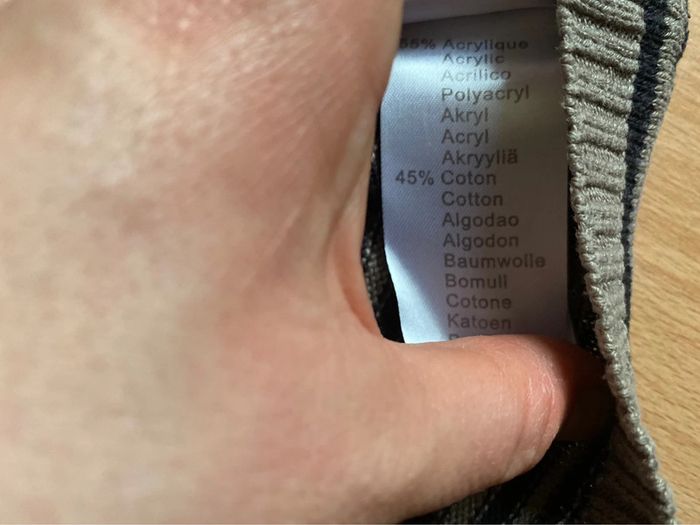 55% Acrylique
Acrylic
Acrilico
Polyacryl
Akryl
Acryl
Akryyliä
45% Coton
Cotton
Algodao
Algodon
Baumwolle
Bomull
Cotone
Katoen